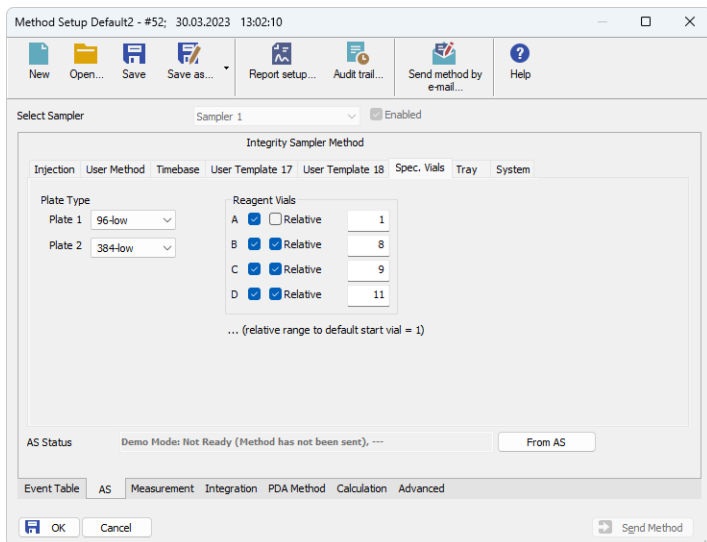 Method Setup Default2 - #52; 30.03.2023 13:02:10
New Open... Save Save as... Report setup... Audit trail... Send method by e-mail... Help
Select Sampler Sampler 1 Enabled
Integrity Sampler Method
Injection User Method Timebase User Template 17 User Template 18 Spec. Vials Tray System
Plate Type
Plate 1 96-low
Plate 2 384-low
Reagent Vials
A Relative 1
B Relative 8
C Relative 9
D Relative 11
... (relative range to default start vial = 1)
AS Status Demo Mode: Not Ready (Method has not been sent), --- From AS
Event Table AS Measurement Integration PDA Method Calculation Advanced
OK Cancel Send Method